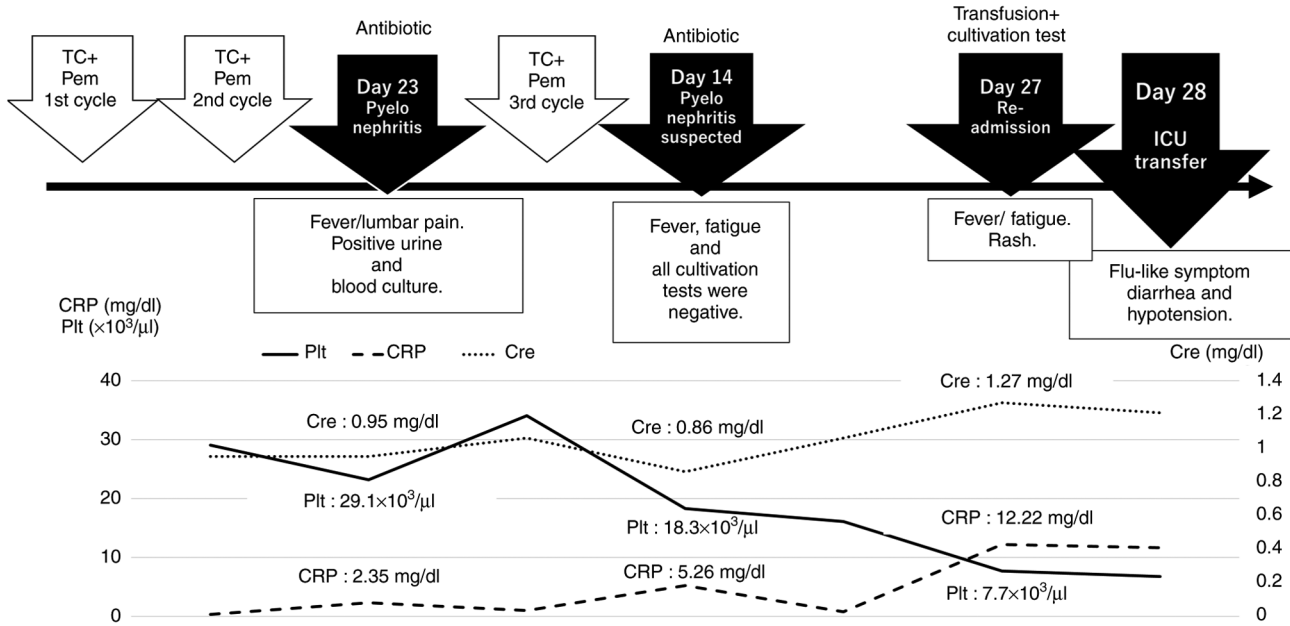 TC+
Pem
1st cycle
TC+
Pem
2nd cycle
Antibiotic
Day 23
Pyelo
nephritis
TC+
Pem
3rd cycle
Antibiotic
Day 14
Pyelo
nephritis
suspected
Transfusion+
cultivation test
Day 27
Re-
admission
Day 28
ICU
transfer
Fever/lumbar pain.
Positive urine
and
blood culture.
Fever, fatigue
and
all cultivation
tests were
negative.
Fever/ fatigue.
Rash.
Flu-like symptom
diarrhea and
hypotension.
CRP (mg/dl)
Plt (×10³/μl)
Plt CRP Cre
Cre (mg/dl)
40
30
20
10
0
Cre : 0.95 mg/dl
Plt : 29.1×10³/μl
CRP : 2.35 mg/dl
Cre : 0.86 mg/dl
Plt : 18.3×10³/μl
CRP : 5.26 mg/dl
Cre : 1.27 mg/dl
CRP : 12.22 mg/dl
Plt : 7.7×10³/μl
1.4
1.2
1
0.8
0.6
0.4
0.2
0